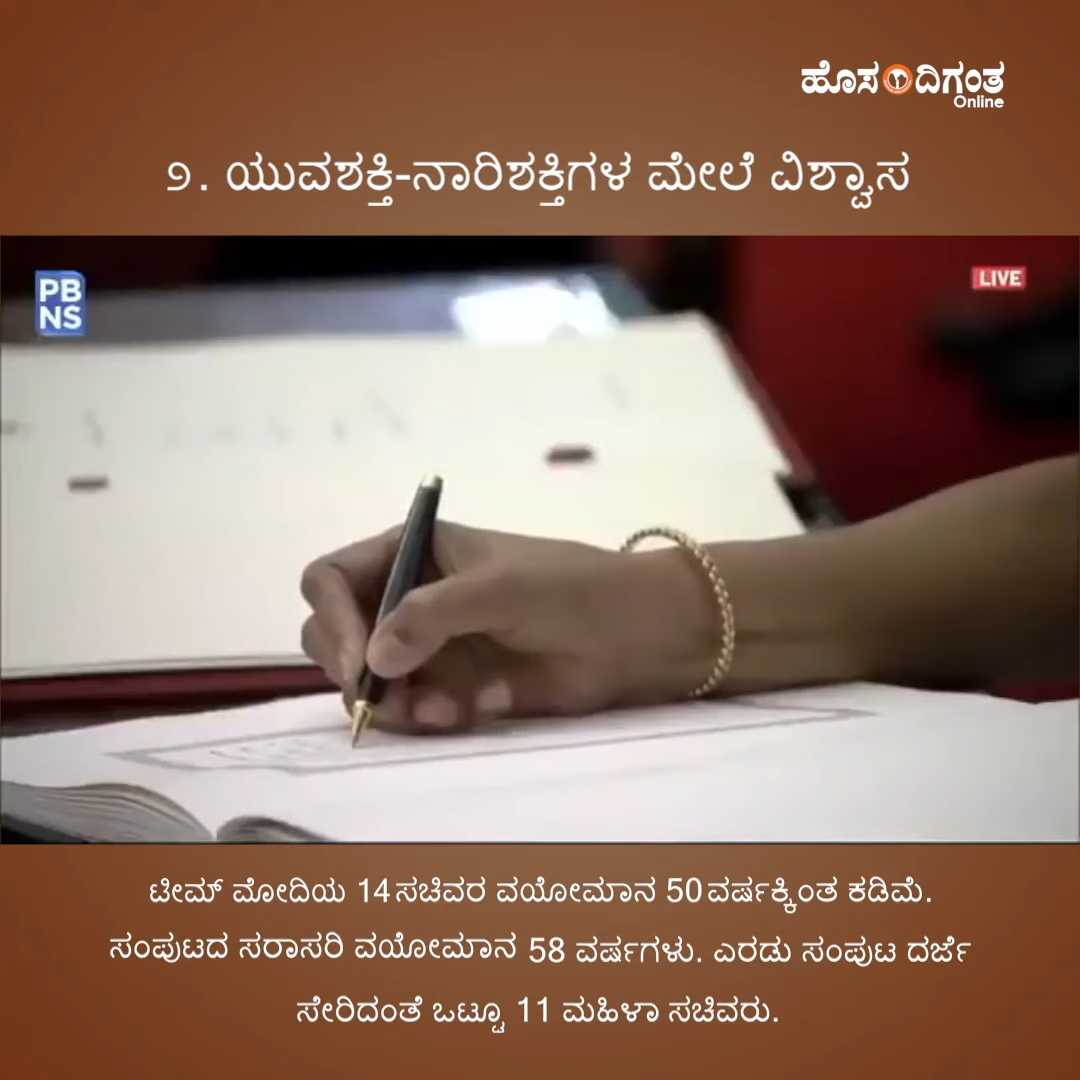 ಹೊಸದಿಗಂತ
Online
೨. ಯುವಶಕ್ತಿ-ನಾರಿಶಕ್ತಿಗಳ ಮೇಲೆ ವಿಶ್ವಾಸ
PB
NS
LIVE
ಟೀಮ್ ಮೋದಿಯ 14 ಸಚಿವರ ವಯೋಮಾನ 50 ವರ್ಷಕ್ಕಿಂತ ಕಡಿಮೆ.
ಸಂಪುಟದ ಸರಾಸರಿ ವಯೋಮಾನ 58 ವರ್ಷಗಳು. ಎರಡು ಸಂಪುಟ ದರ್ಜೆ
ಸೇರಿದಂತೆ ಒಟ್ಟೂ 11 ಮಹಿಳಾ ಸಚಿವರು.